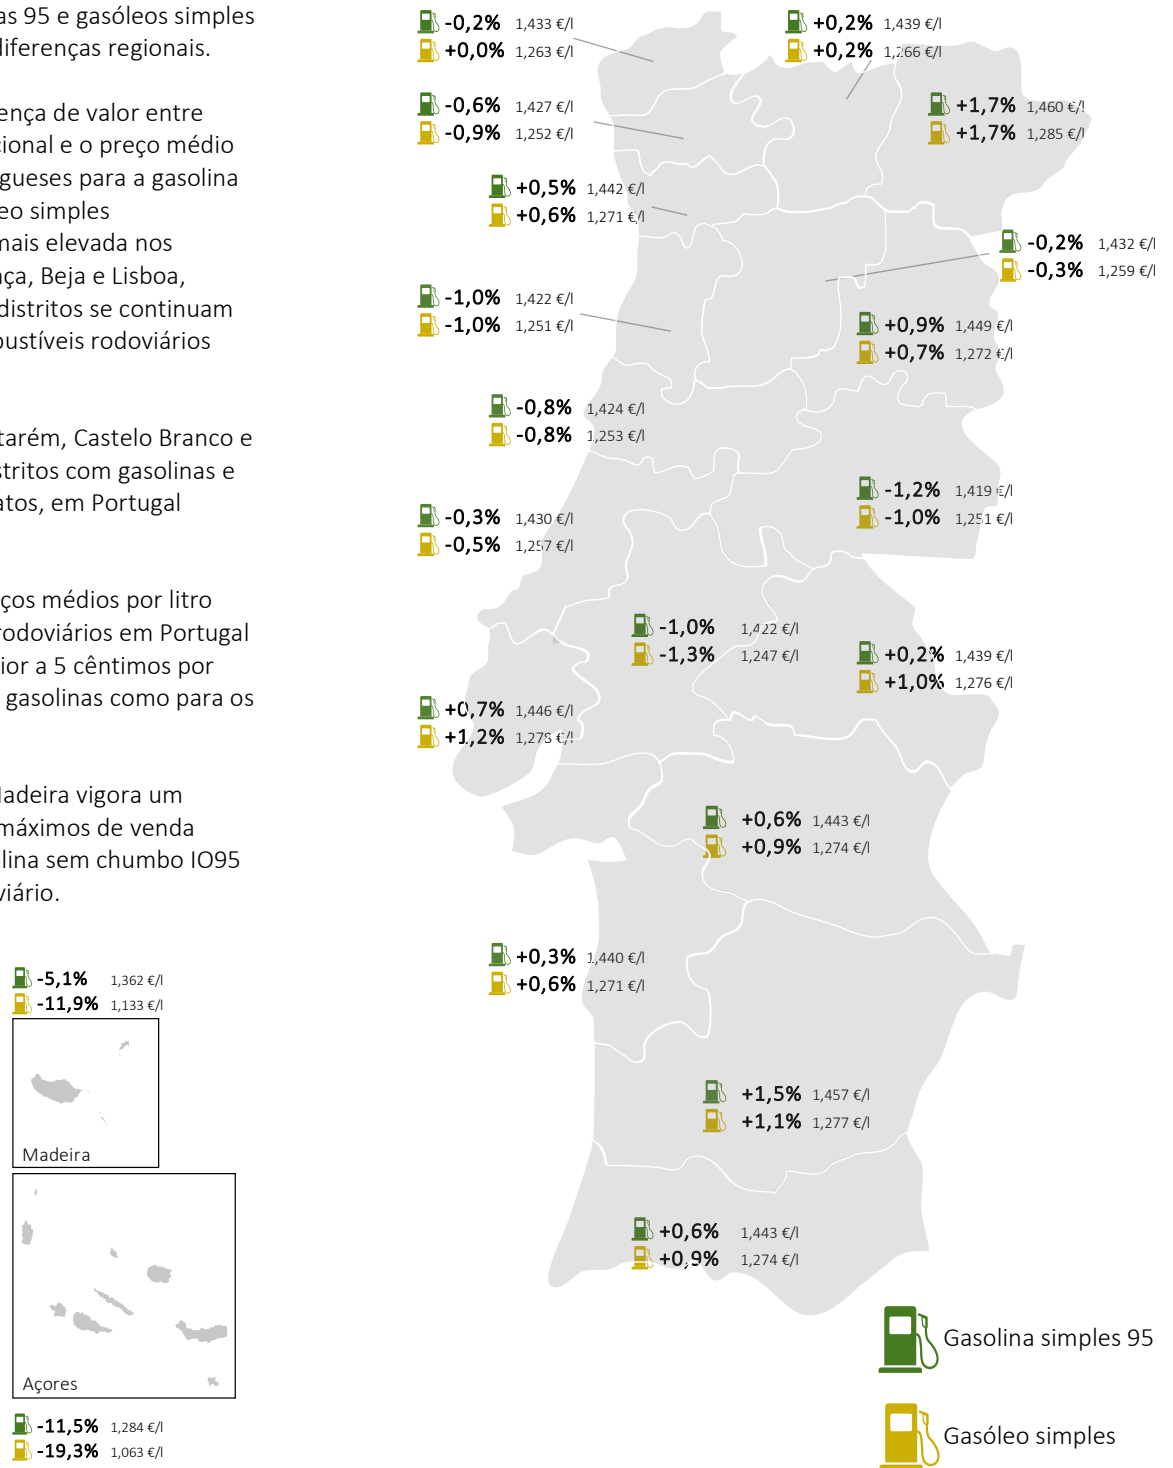 as 95 e gasóleos simples
diferenças regionais.
ença de valor entre
cional e o preço médio
gueses para a gasolina
leo simples
mais elevada nos
nça, Beja e Lisboa,
distritos se continuam
bustíveis rodoviários
tarém, Castelo Branco e
stritos com gasolinas e
atos, em Portugal
ços médios por litro
rodoviários em Portugal
rior a 5 cêntimos por
gasolinas como para os
Madeira vigora um
máximos de venda
olina sem chumbo IO95
viário.
-5,1% 1,362 €/l
-11,9% 1,133 €/l
Madeira
Açores
-11,5% 1,284 €/l
-19,3% 1,063 €/l
-0,2% 1,433 €/l
+0,0% 1,263 €/l
+0,2% 1,439 €/l
+0,2% 1,266 €/l
-0,6% 1,427 €/l
-0,9% 1,252 €/l
+1,7% 1,460 €/l
+1,7% 1,285 €/l
+0,5% 1,442 €/l
+0,6% 1,271 €/l
-0,2% 1,432 €/l
-0,3% 1,259 €/l
-1,0% 1,422 €/l
-1,0% 1,251 €/l
+0,9% 1,449 €/l
+0,7% 1,272 €/l
-0,8% 1,424 €/l
-0,8% 1,253 €/l
-1,2% 1,419 €/l
-1,0% 1,251 €/l
-0,3% 1,430 €/l
-0,5% 1,257 €/l
-1,0% 1,422 €/l
-1,3% 1,247 €/l
+0,2% 1,439 €/l
+1,0% 1,276 €/l
+0,7% 1,446 €/l
+1,2% 1,278 €/l
+0,6% 1,443 €/l
+0,9% 1,274 €/l
+0,3% 1,440 €/l
+0,6% 1,271 €/l
+1,5% 1,457 €/l
+1,1% 1,277 €/l
+0,6% 1,443 €/l
+0,9% 1,274 €/l
Gasolina simples 95
Gasóleo simples